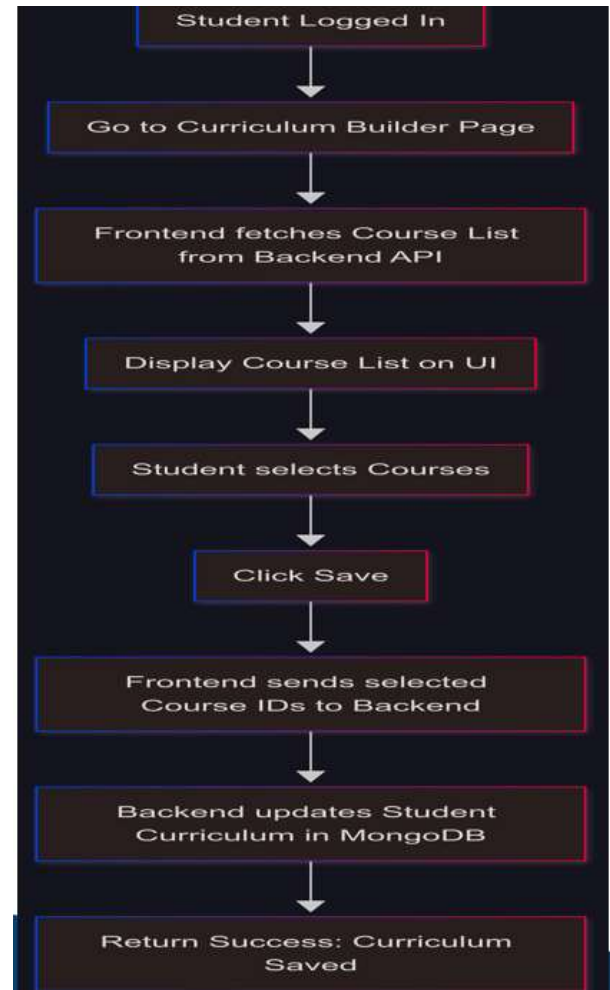 Student Logged In
Go to Curriculum Builder Page
Frontend fetches Course List
from Backend API
Display Course List on UI
Student selects Courses
Click Save
Frontend sends selected
Course IDs to Backend
Backend updates Student
Curriculum in MongoDB
Return Success: Curriculum
Saved